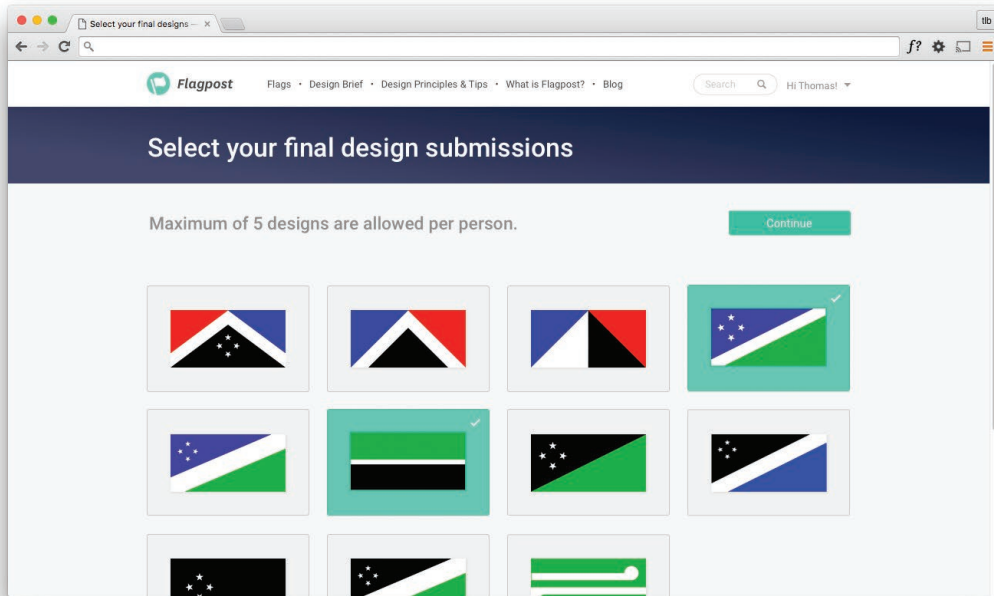 Select your final designs —
tlb
f?
Flagpost
Flags • Design Brief • Design Principles & Tips • What is Flagpost? • Blog
Search
Hi Thomas!
Select your final design submissions
Maximum of 5 designs are allowed per person.
Continue